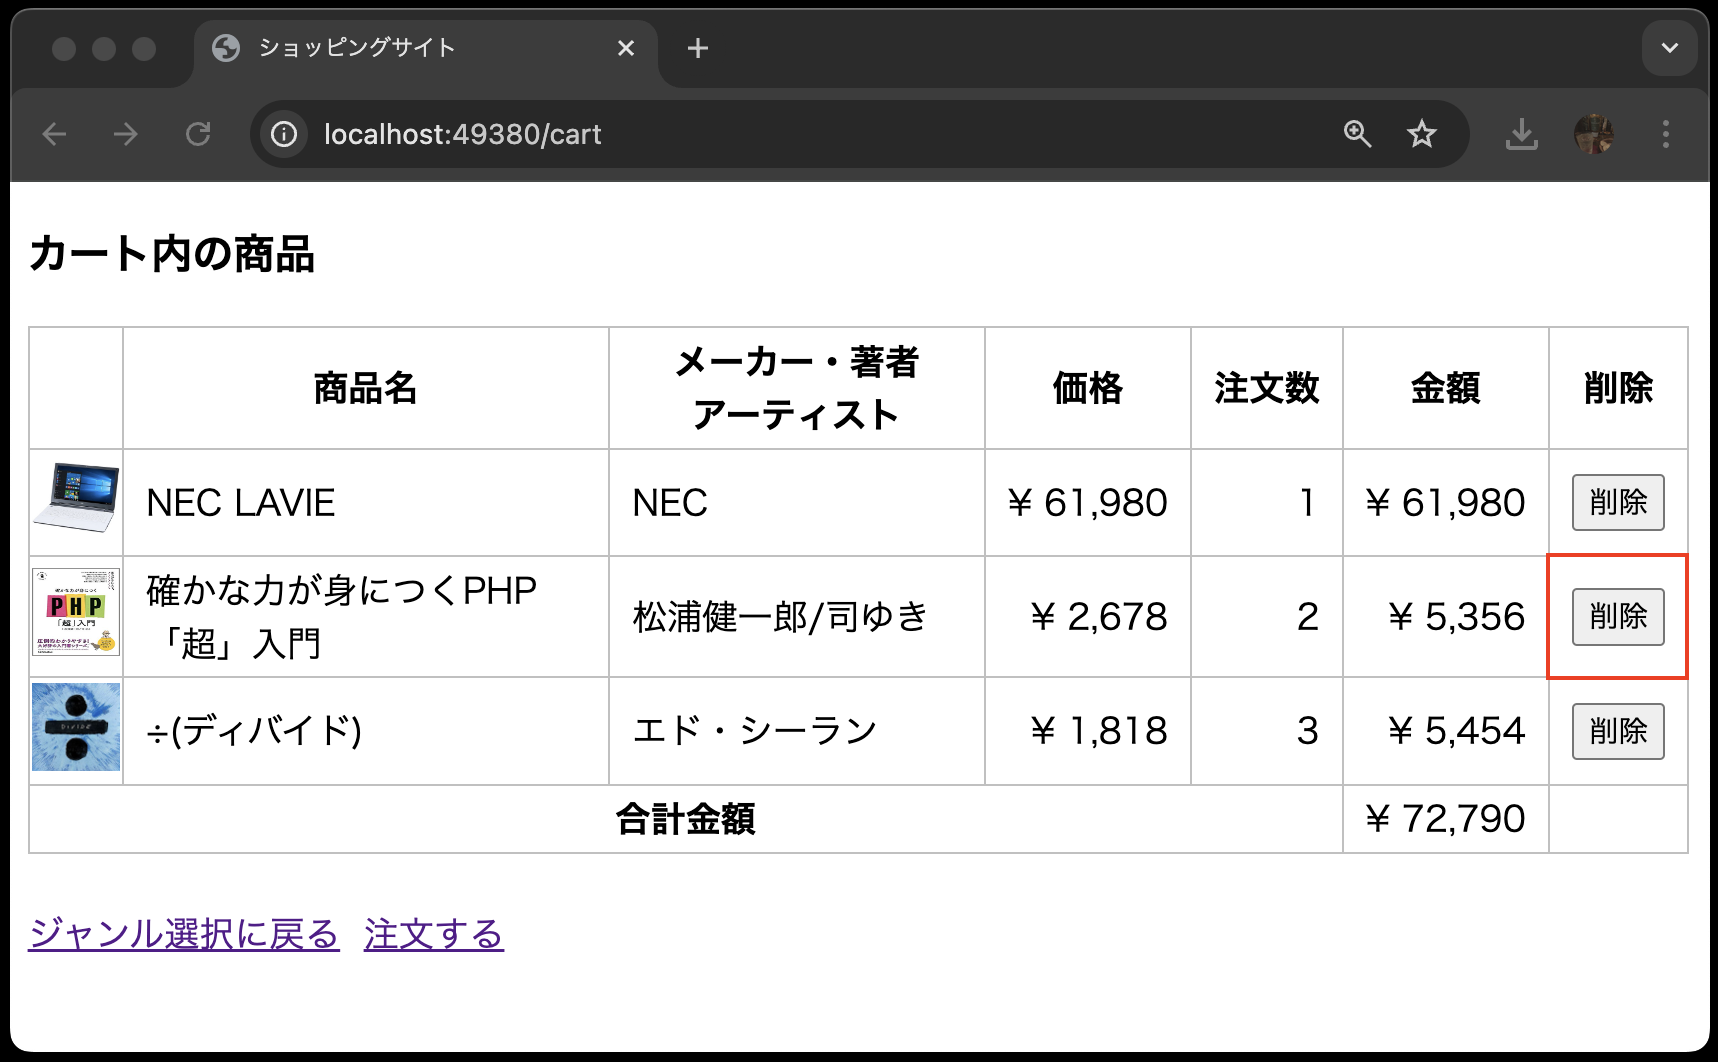 ショッピングサイト
localhost:49380/cart
カート内の商品
商品名
メーカー・著者
アーティスト
価格
注文数
金額
削除
NEC LAVIE
NEC
¥ 61,980
1
¥ 61,980
削除
PHP
「超」入門
確かな力が身につくPHP
「超」入門
松浦健一郎/司ゆき
¥ 2,678
2
¥ 5,356
削除
DIVIDE
÷(ディバイド)
エド・シーラン
¥ 1,818
3
¥ 5,454
削除
合計金額
¥ 72,790
ジャンル選択に戻る 注文する